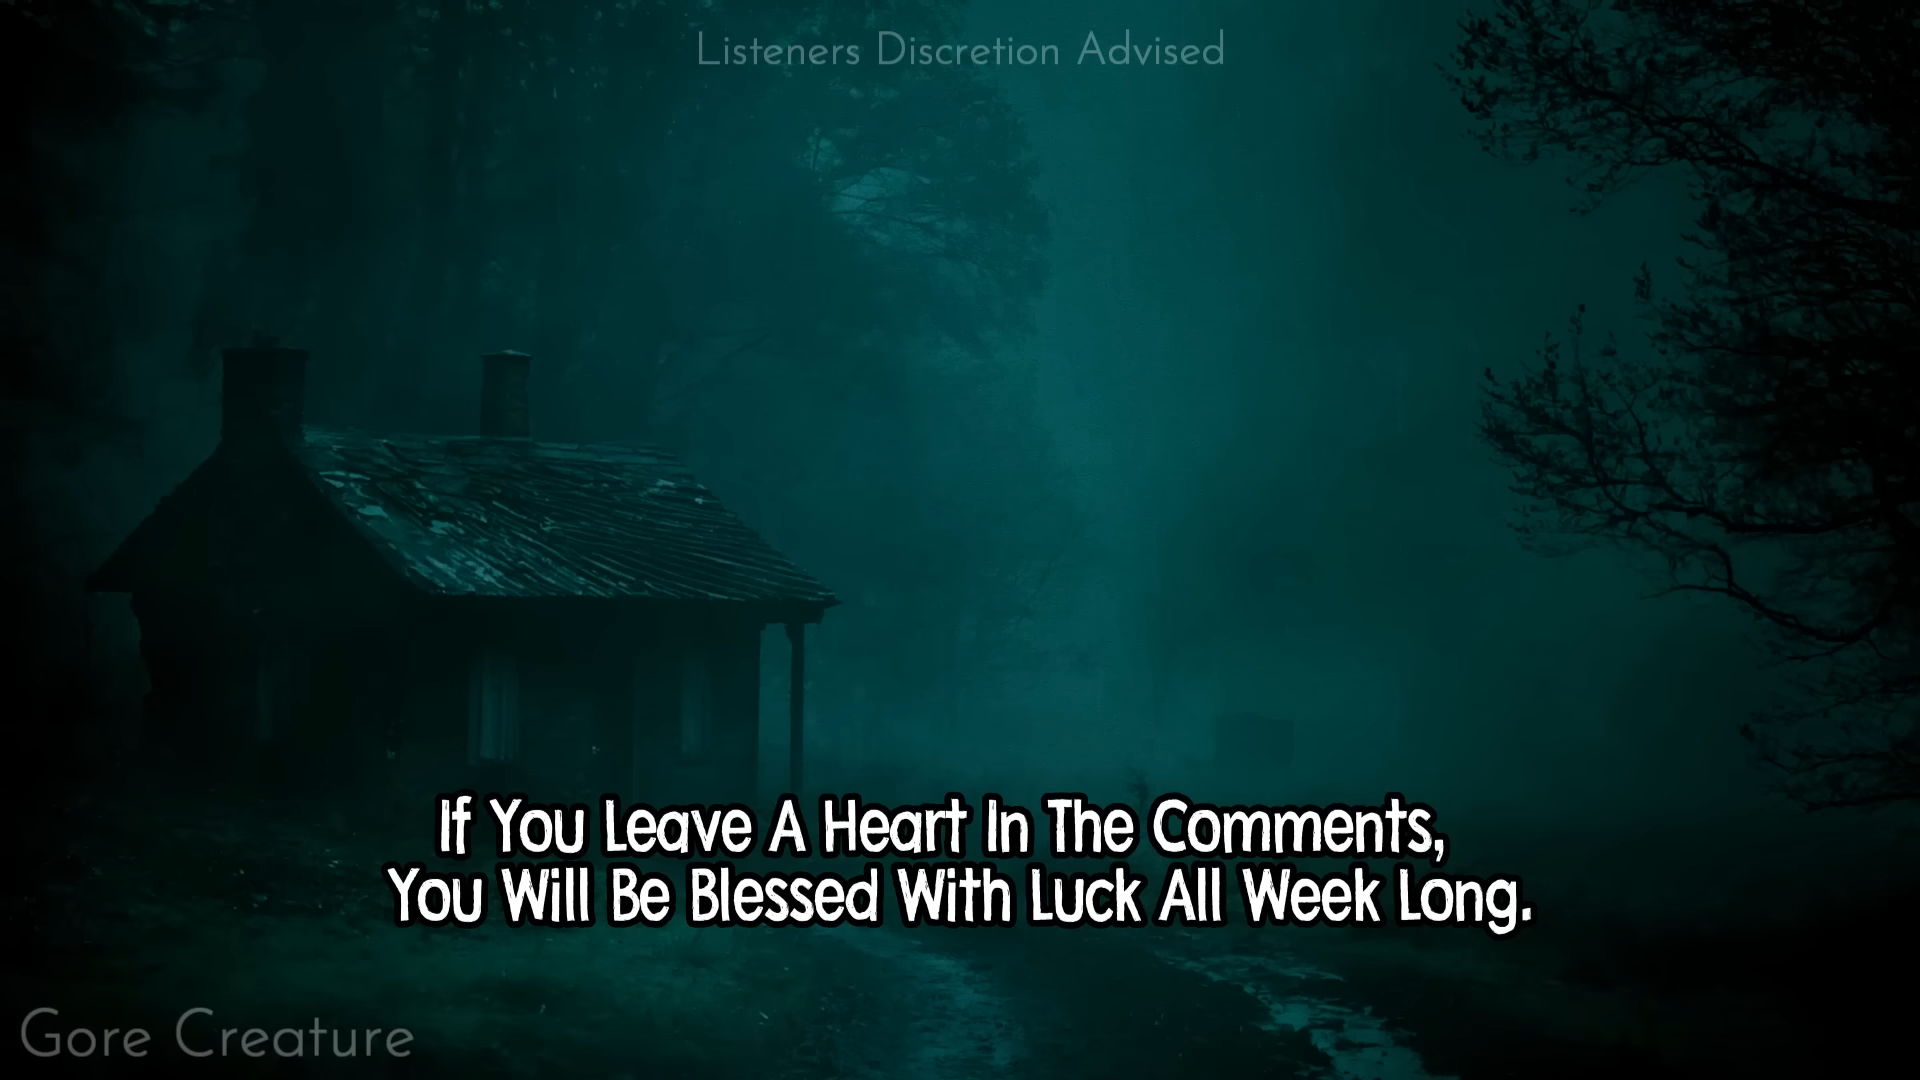 Listeners Discretion Advised
If You Leave A Heart In The Comments,
You Will Be Blessed With Luck All Week Long.
Gore Creature